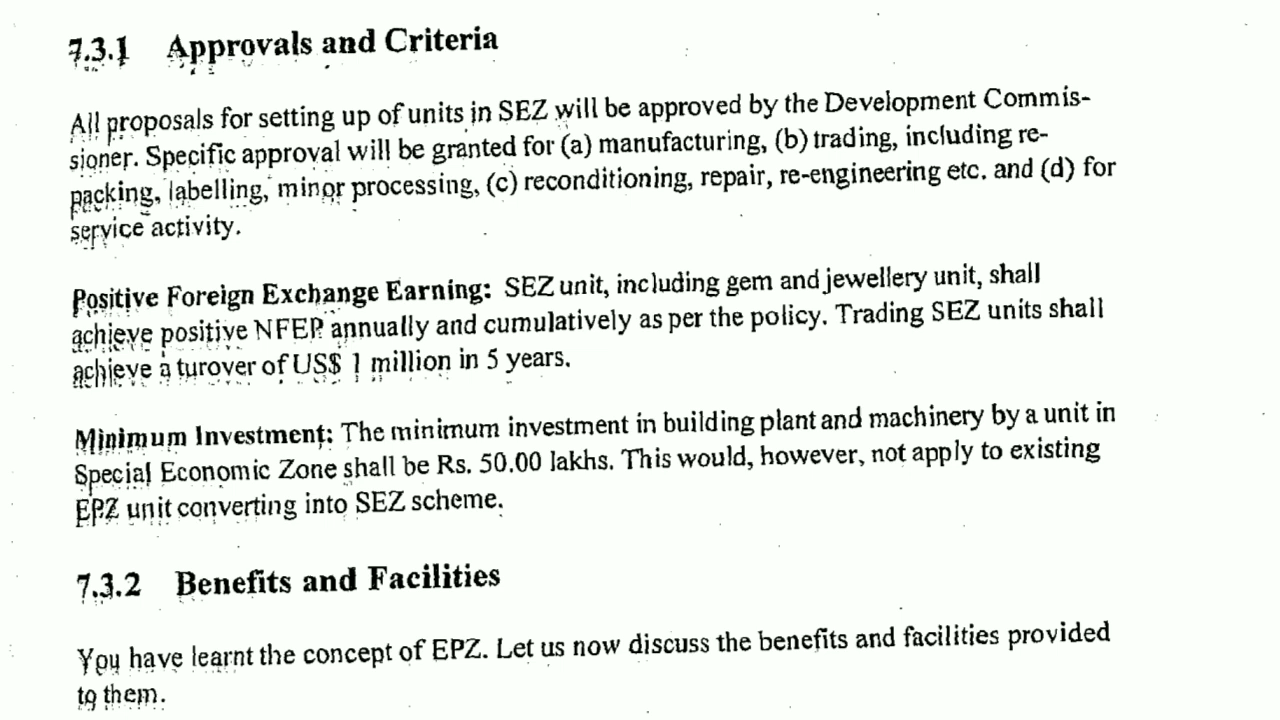 7.3.1 Approvals and Criteria
All proposals for setting up of units in SEZ will be approved by the Development Commis-
sioner. Specific approval will be granted for (a) manufacturing, (b) trading, including re-
packing, labelling, minor processing, (c) reconditioning, repair, re-engineering etc. and (d) for
service activity.
Positive Foreign Exchange Earning: SEZ unit, including gem and jewellery unit, shall
achieve positive NFEP annually and cumulatively as per the policy. Trading SEZ units shall
achieve a turover of US$ 1 million in 5 years.
Minimum Investment: The minimum investment in building plant and machinery by a unit in
Special Economic Zone shall be Rs. 50.00 lakhs. This would, however, not apply to existing
EPZ unit converting into SEZ scheme.
7.3.2 Benefits and Facilities
You have learnt the concept of EPZ. Let us now discuss the benefits and facilities provided
to them.